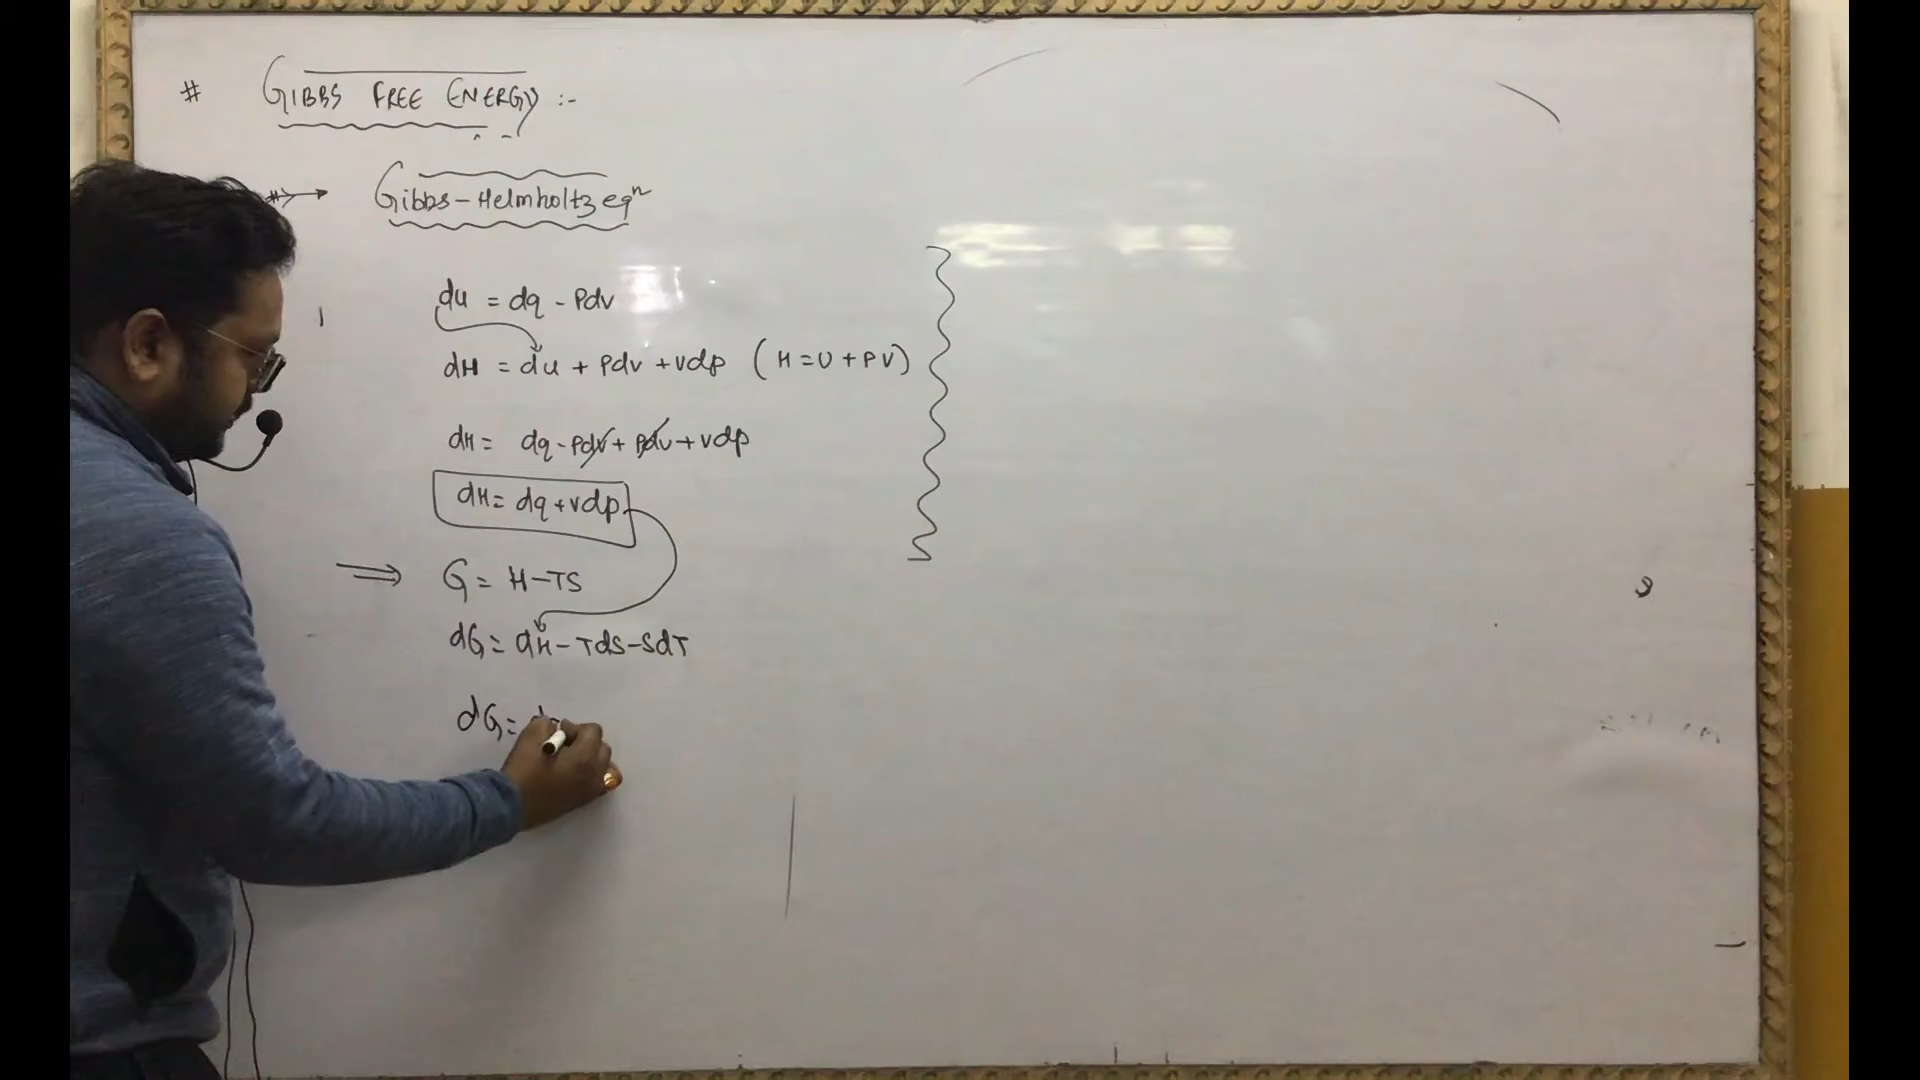 # GIBBS FREE ENERGY :-
Gibbs-Helmholtz eqⁿ
du = dq - Pdv
dH = du + Pdv + vdp (H = U + PV)
dH = dq - Pdv + Pdv + vdp
dH = dq + vdp
⇒ G = H-TS
dG = dH - TdS - SdT
dG =